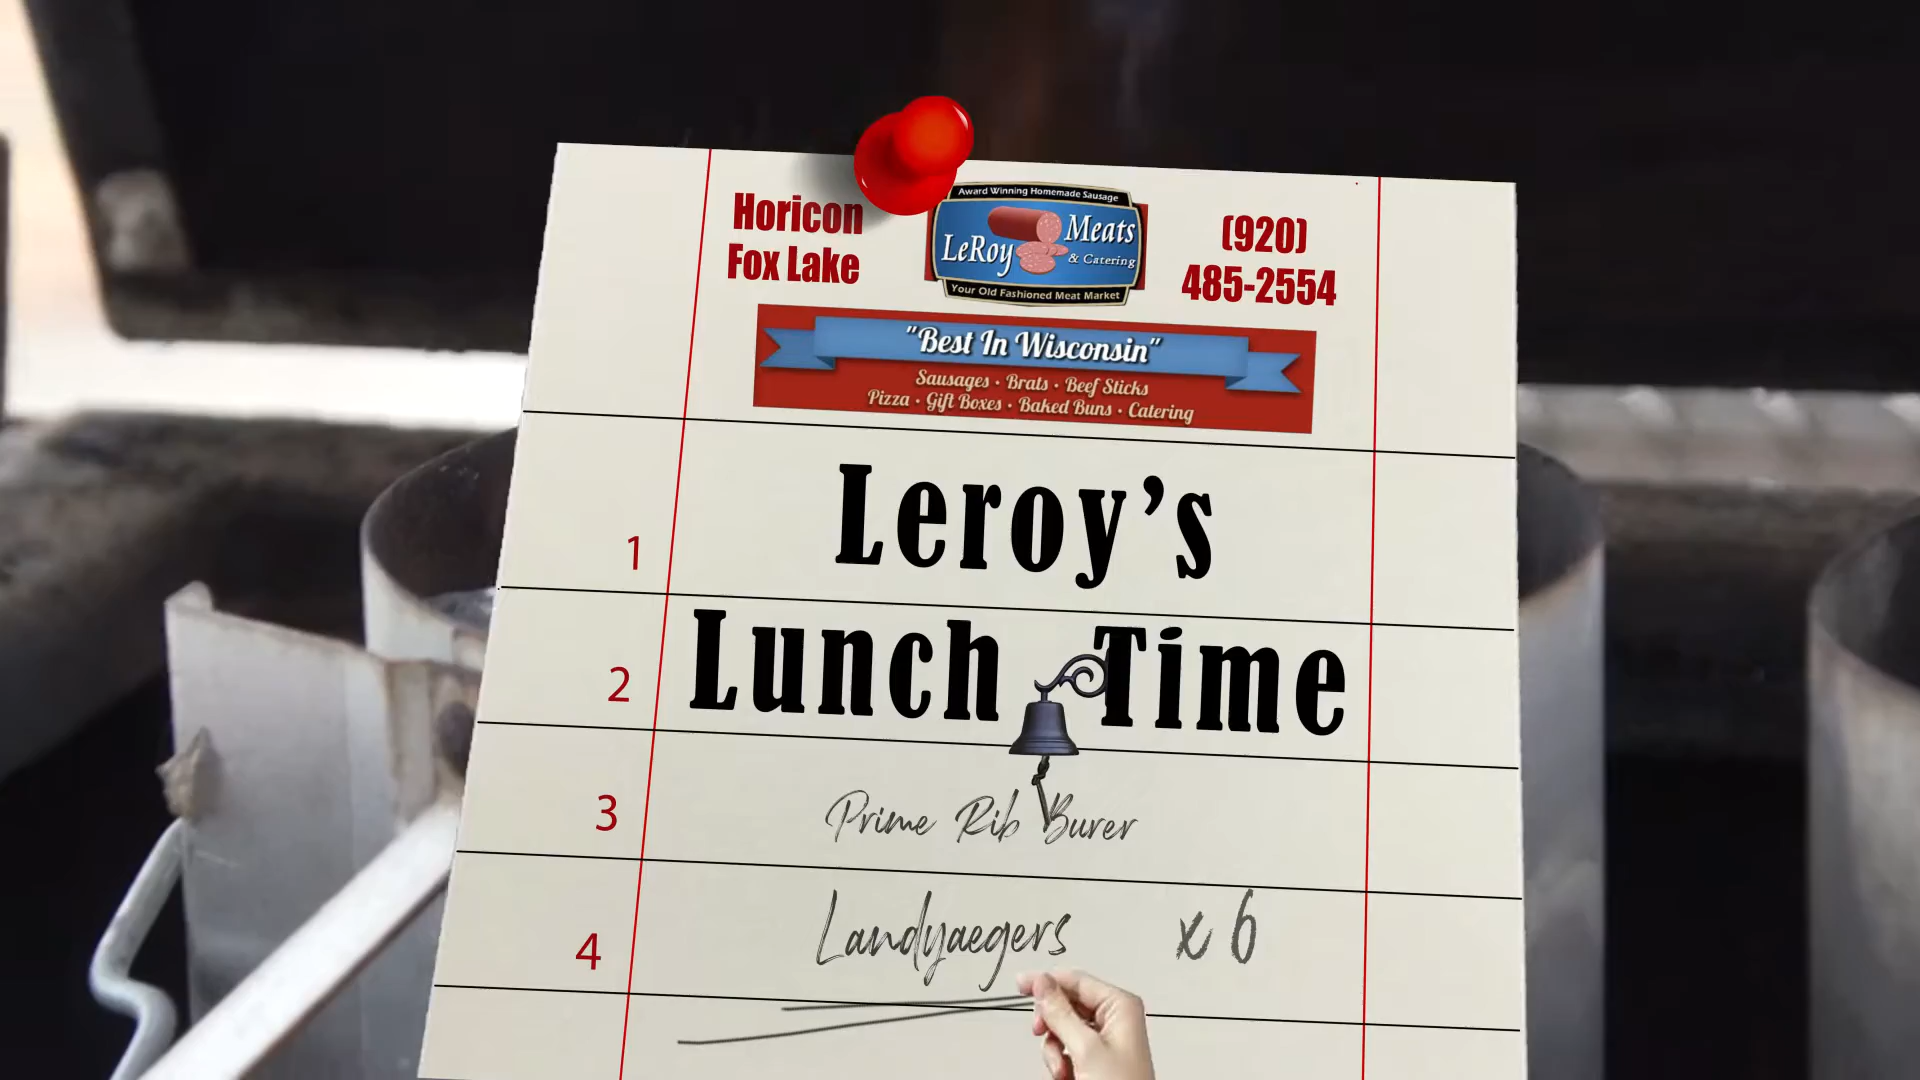 Horicon
Fox Lake
Award Winning Homemade Sausage
LeRoy Meats
& Catering
Your Old Fashioned Meat Market
(920)
485-2554
"Best In Wisconsin"
Sausages • Brats • Beef Sticks
Pizza • Gift Boxes • Baked Buns • Catering
1 Leroy's
2 Lunch Time
3 Prime Rib Burer
4 Landyaegers x 6